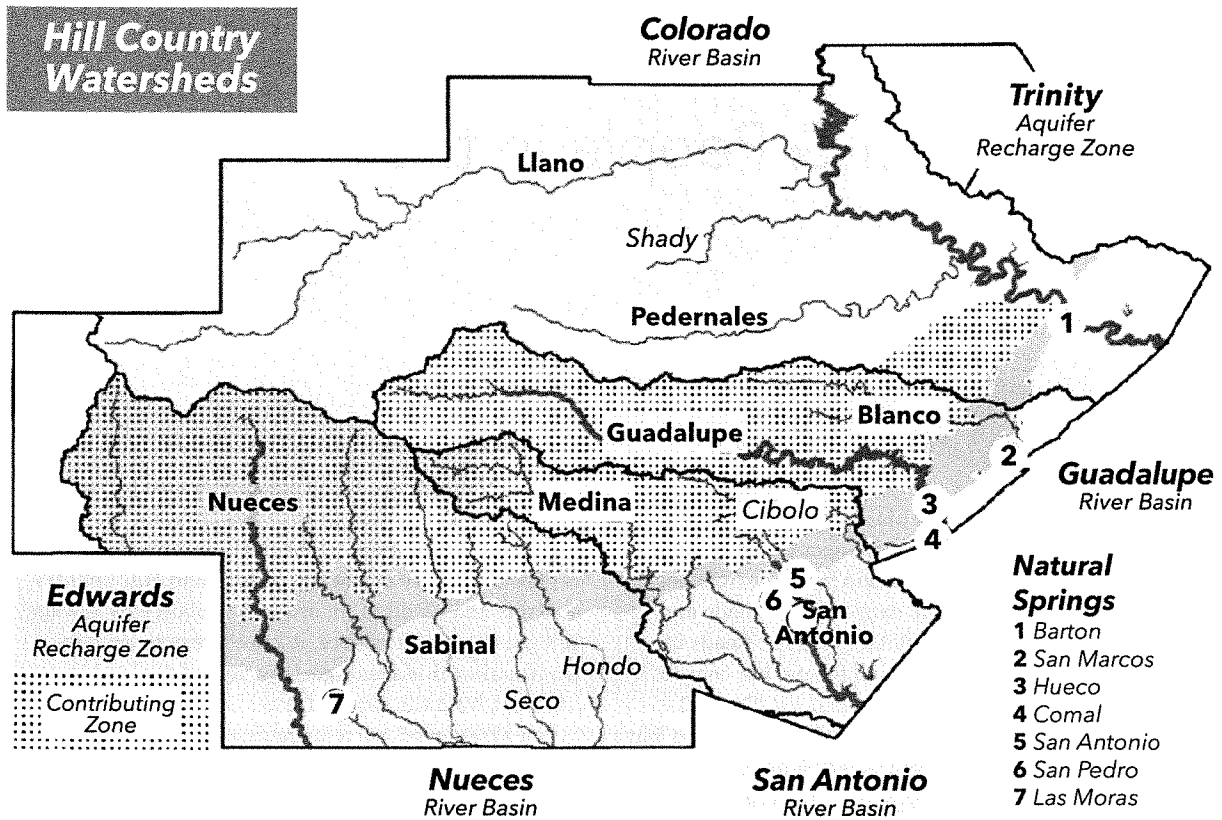 Hill Country
Watersheds
Colorado
River Basin
Trinity
Aquifer
Recharge Zone
Llano
Shady
Pedernales
1
Blanco
Guadalupe
2
Guadalupe
River Basin
Nueces
Medina
Cibolo
3
4
5
6
San
Antonio
Edwards
Aquifer
Recharge Zone
Contributing
Zone
Sabinal
Hondo
Seco
7
Natural
Springs
1 Barton
2 San Marcos
3 Hueco
4 Comal
5 San Antonio
6 San Pedro
7 Las Moras
Nueces
River Basin
San Antonio
River Basin